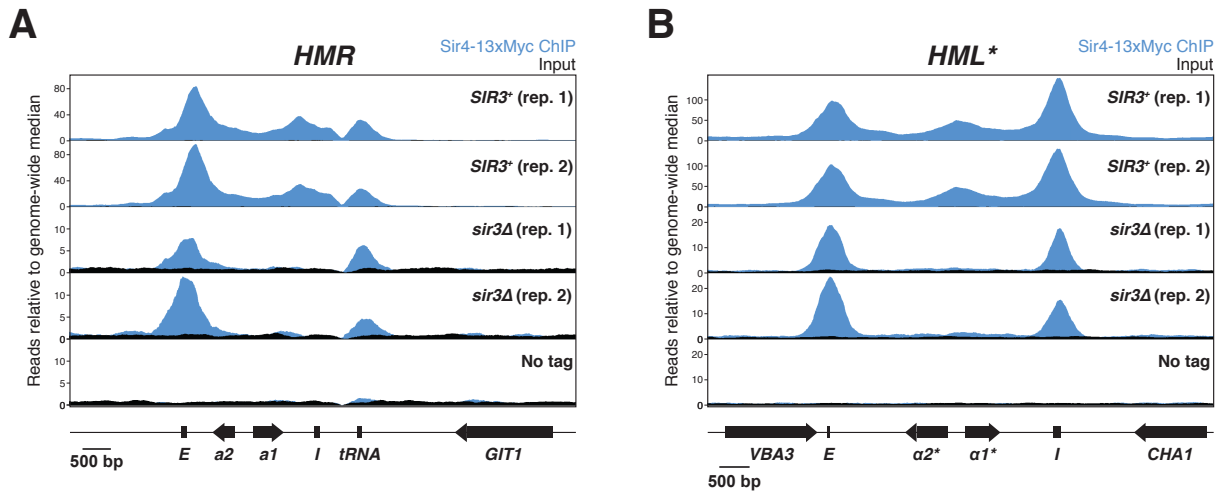 A
HMR
Sir4-13xMyc ChIP
Input
Reads relative to genome-wide median
80
40
0
SIR3+ (rep. 1)
80
40
0
SIR3+ (rep. 2)
10
5
0
sir3Δ (rep. 1)
10
5
0
sir3Δ (rep. 2)
10
5
0
No tag
E a2 a1 I tRNA GIT1
500 bp
B
HML*
Sir4-13xMyc ChIP
Input
Reads relative to genome-wide median
100
50
0
SIR3+ (rep. 1)
100
50
0
SIR3+ (rep. 2)
20
10
0
sir3Δ (rep. 1)
20
10
0
sir3Δ (rep. 2)
20
10
0
No tag
VBA3 E α2* α1* I CHA1
500 bp